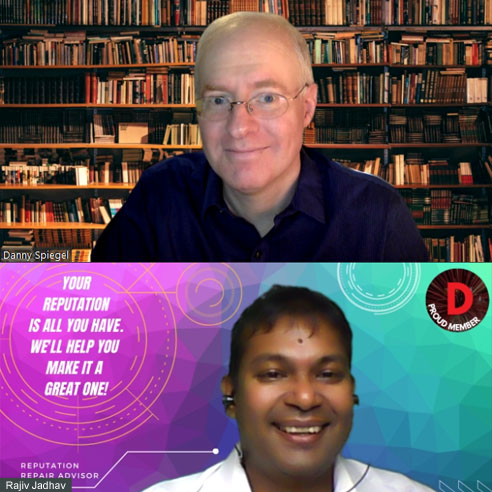 Danny Spiegel
YOUR
REPUTATION
IS ALL YOU HAVE.
WE'LL HELP YOU
MAKE IT A
GREAT ONE!
D
PROUD MEMBER
REPUTATION
REPAIR ADVISOR
Rajiv Jadhav